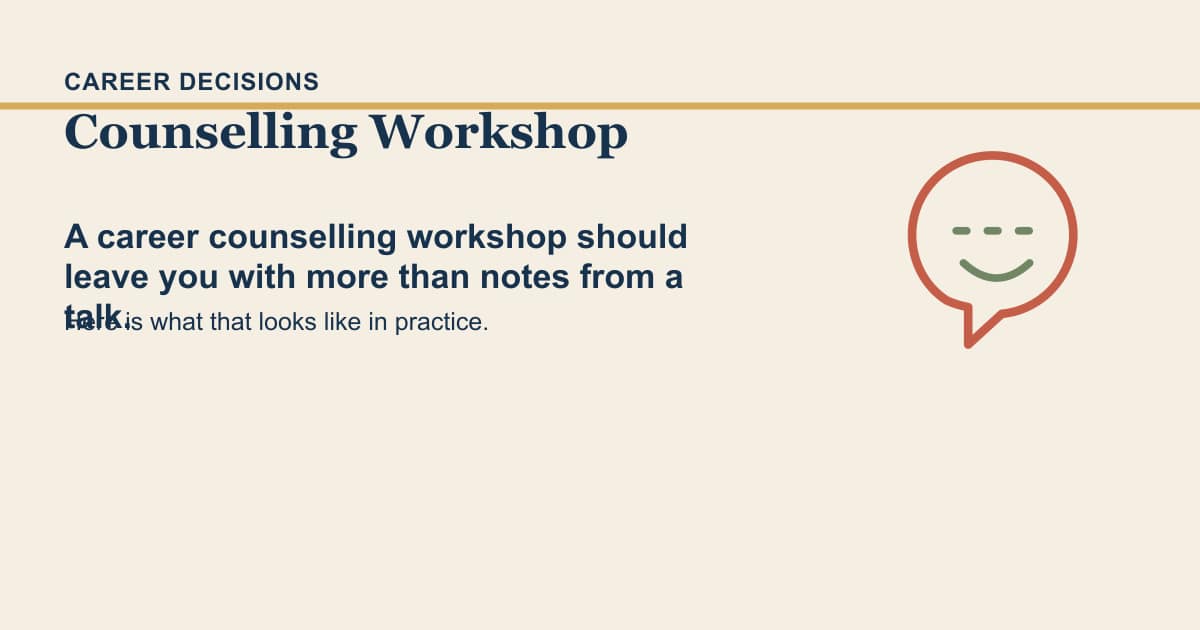 CAREER DECISIONS
Counselling Workshop
A career counselling workshop should
leave you with more than notes from a
talk.
Here is what that looks like in practice.